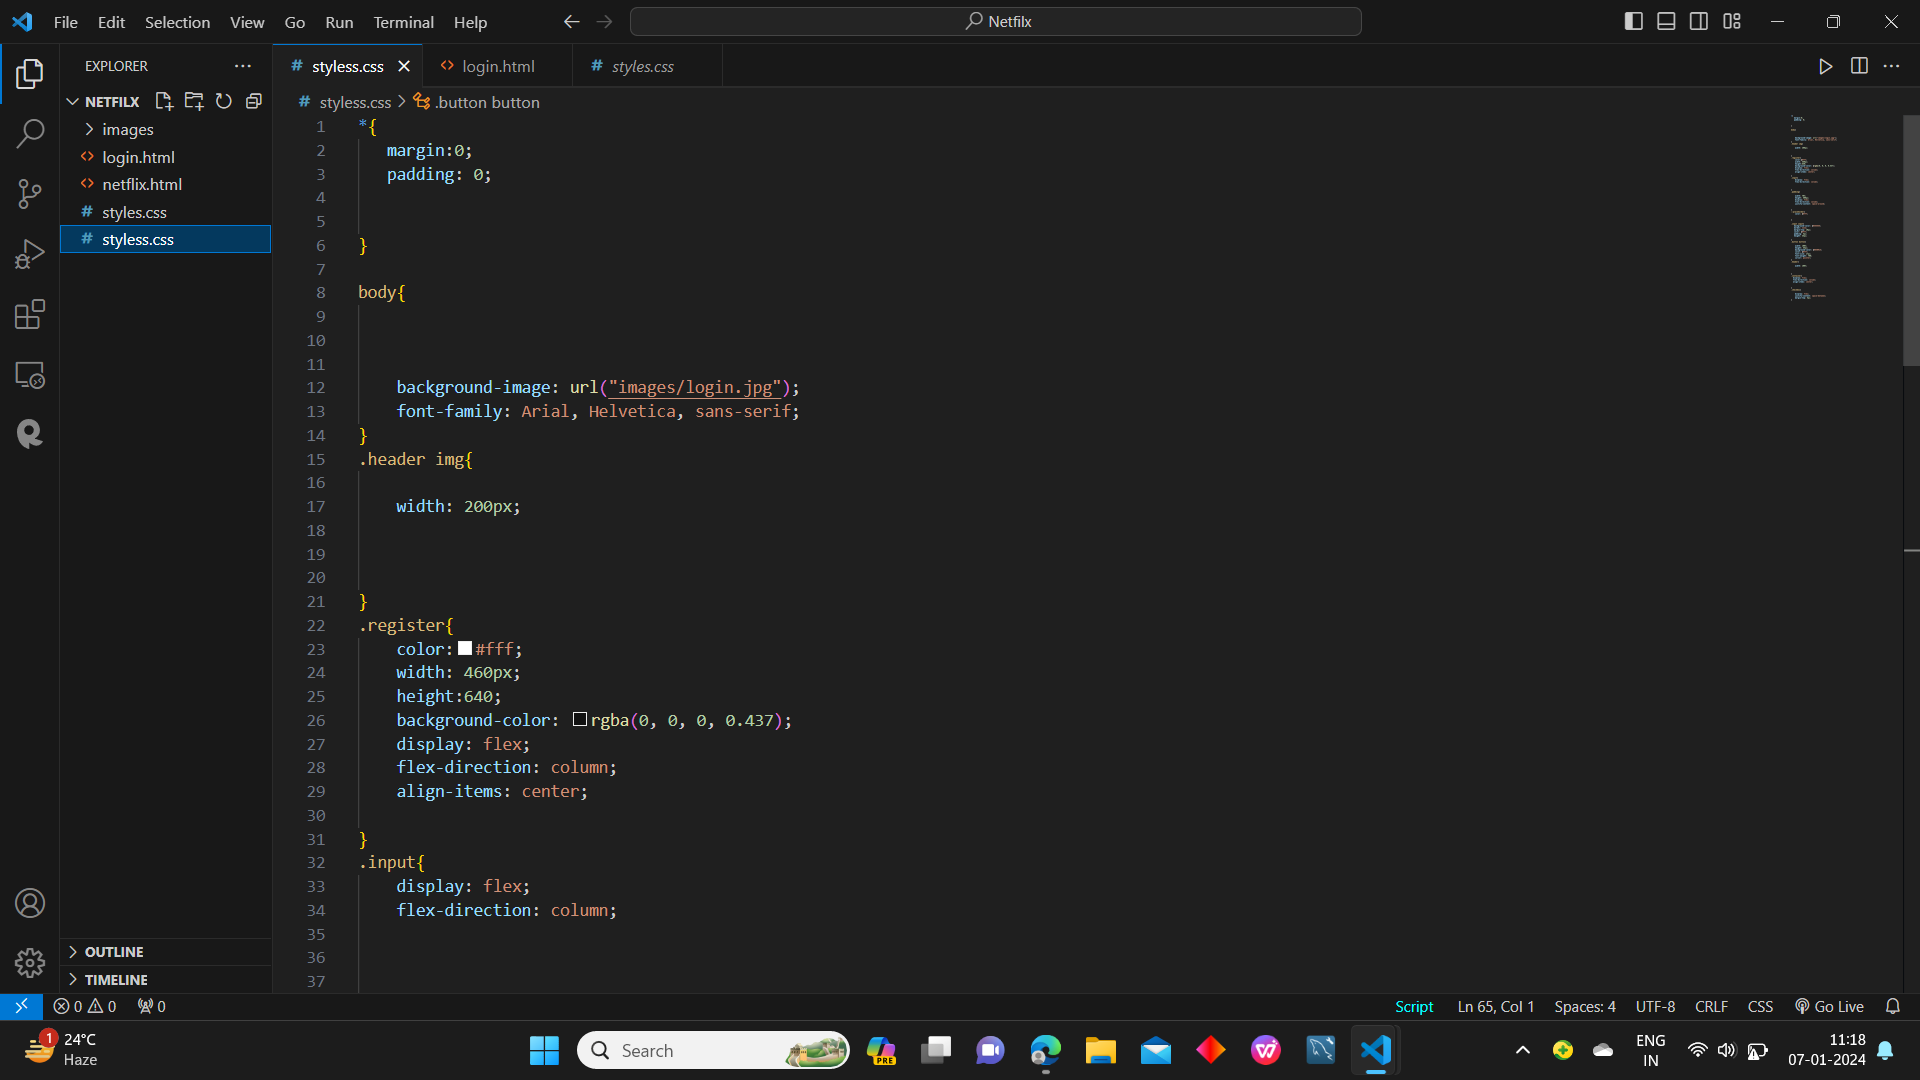 File Edit Selection View Go Run Terminal Help
Netfilx
EXPLORER
NETFILX
images
login.html
netflix.html
styles.css
styless.css
OUTLINE
TIMELINE
styless.css
login.html
styles.css
styless.css > .button button
1 *{
2 margin:0;
3 padding: 0;
4
5
6 }
7
8 body{
9
10
11
12 background-image: url("images/login.jpg");
13 font-family: Arial, Helvetica, sans-serif;
14 }
15 .header img{
16
17 width: 200px;
18
19
20
21 }
22 .register{
23 color: #fff;
24 width: 460px;
25 height:640;
26 background-color: rgba(0, 0, 0, 0.437);
27 display: flex;
28 flex-direction: column;
29 align-items: center;
30
31 }
32 .input{
33 display: flex;
34 flex-direction: column;
35
36
37
0 0 0
Script Ln 65, Col 1 Spaces: 4 UTF-8 CRLF CSS Go Live
1
24°C
Haze
Search
PRE
ENG
IN
11:18
07-01-2024